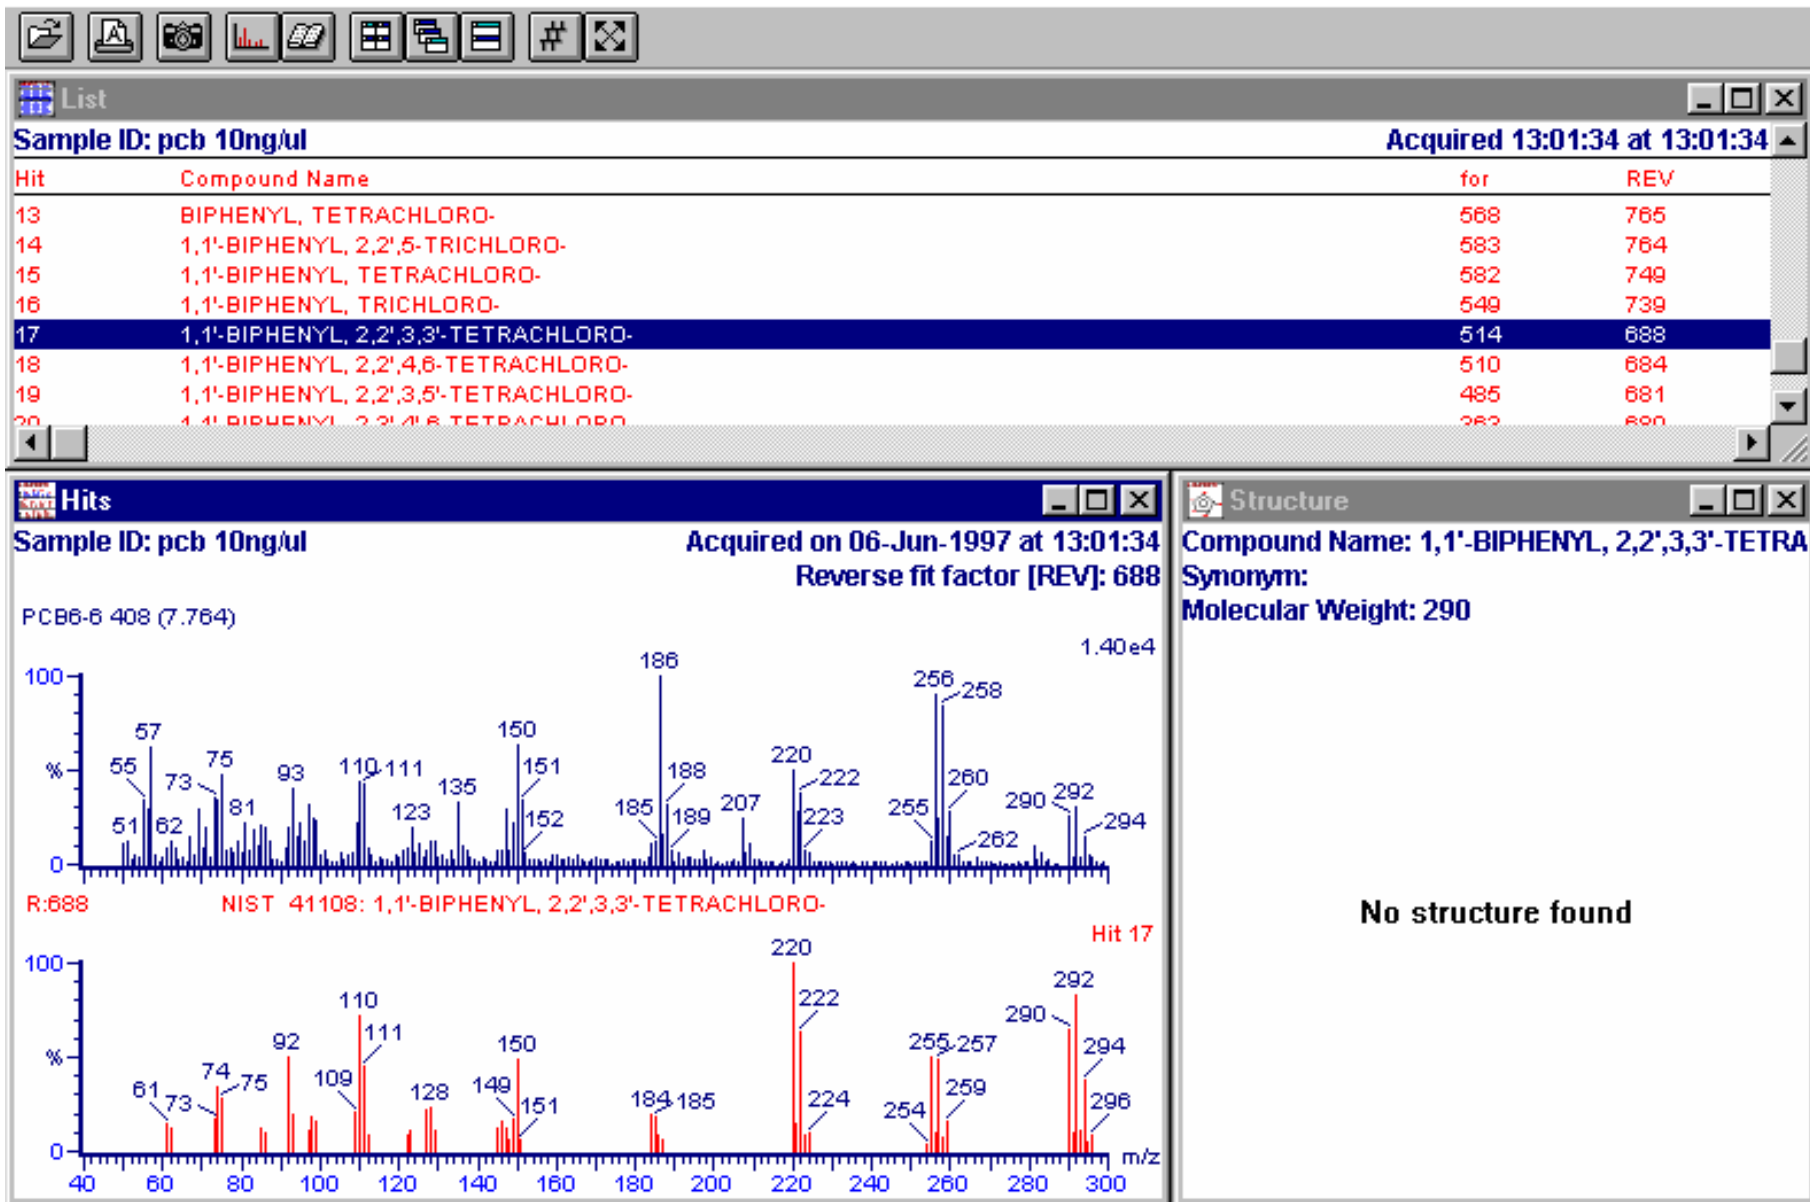 List
Sample ID: pcb 10ng/ul Acquired 13:01:34 at 13:01:34
Hit Compound Name for REV
13 BIPHENYL, TETRACHLORO- 568 765
14 1,1'-BIPHENYL, 2,2',5-TRICHLORO- 583 764
15 1,1'-BIPHENYL, TETRACHLORO- 582 749
16 1,1'-BIPHENYL, TRICHLORO- 549 739
17 1,1'-BIPHENYL, 2,2',3,3'-TETRACHLORO- 514 688
18 1,1'-BIPHENYL, 2,2',4,6-TETRACHLORO- 510 684
19 1,1'-BIPHENYL, 2,2',3,5'-TETRACHLORO- 485 681
Hits
Sample ID: pcb 10ng/ul Acquired on 06-Jun-1997 at 13:01:34
Reverse fit factor [REV]: 688
PCB6-6 408 (7.764)
1.40e4
100
186
256
258
57
150
220
55
73
75
93
110
111
135
151
188
222
260
%
51
62
81
123
152
185
189
207
223
255
262
290
292
294
0
R:688 NIST 41108: 1,1'-BIPHENYL, 2,2',3,3'-TETRACHLORO-
Hit 17
100
220
292
110
222
290
92
111
150
255
257
294
%
61
73
74
75
109
128
149
151
184
185
224
254
259
296
0
m/z
40 60 80 100 120 140 160 180 200 220 240 260 280 300
Structure
Compound Name: 1,1'-BIPHENYL, 2,2',3,3'-TETRA
Synonym:
Molecular Weight: 290
No structure found